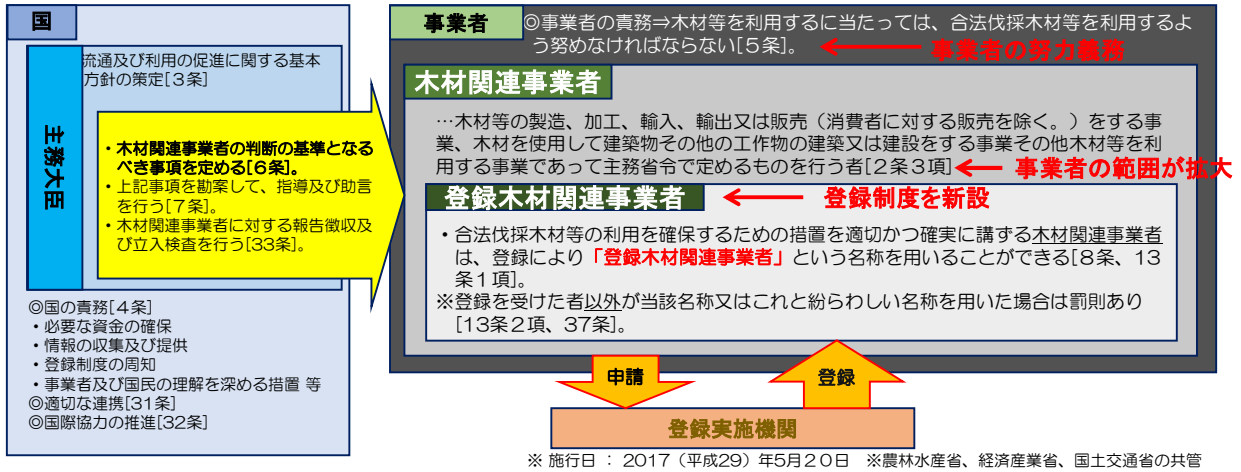 国
主務大臣
流通及び利用の促進に関する基本
方針の策定[３条]
・木材関連事業者の判断の基準となる
べき事項を定める[６条]。
・上記事項を勘案して、指導及び助言
を行う[７条]。
・木材関連事業者に対する報告徴収及
び立入検査を行う[33条]。
◎国の責務[４条]
・必要な資金の確保
・情報の収集及び提供
・登録制度の周知
・事業者及び国民の理解を深める措置 等
◎適切な連携[31条]
◎国際協力の推進[32条]
事業者
◎事業者の責務⇒木材等を利用するに当たっては、合法伐採木材等を利用するよ
う努めなければならない[５条]。
事業者の努力義務
木材関連事業者
…木材等の製造、加工、輸入、輸出又は販売（消費者に対する販売を除く。）をする事
業、木材を使用して建築物その他の工作物の建築又は建設をする事業その他木材等を利
用する事業であって主務省令で定めるものを行う者[２条３項]
事業者の範囲が拡大
登録木材関連事業者
登録制度を新設
・合法伐採木材等の利用を確保するための措置を適切かつ確実に講ずる木材関連事業者
は、登録により「登録木材関連事業者」という名称を用いることができる[８条、13
条１項]。
※登録を受けた者以外が当該名称又はこれと紛らわしい名称を用いた場合は罰則あり
[13条２項、37条]。
申請
登録
登録実施機関
※ 施行日 ： 2017（平成29）年５月２０日 ※農林水産省、経済産業省、国土交通省の共管